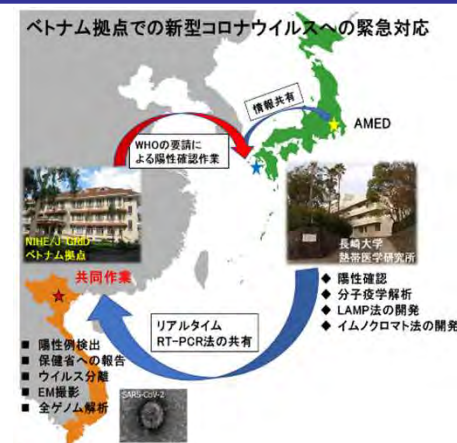 ベトナム拠点での新型コロナウイルスへの緊急対応
情報共有
AMED
WHOの要請に
よる陽性確認作業
NIHE/J-GRID
ベトナム拠点
長崎大学
熱帯医学研究所
共同作業
◆ 陽性確認
◆ 分子疫学解析
◆ LAMP法の開発
◆ イムノクロマト法の開発
リアルタイム
RT-PCR法の共有
■ 陽性例検出
■ 保健省への報告
■ ウイルス分離
■ EM撮影
■ 全ゲノム解析
SARS-CoV-2